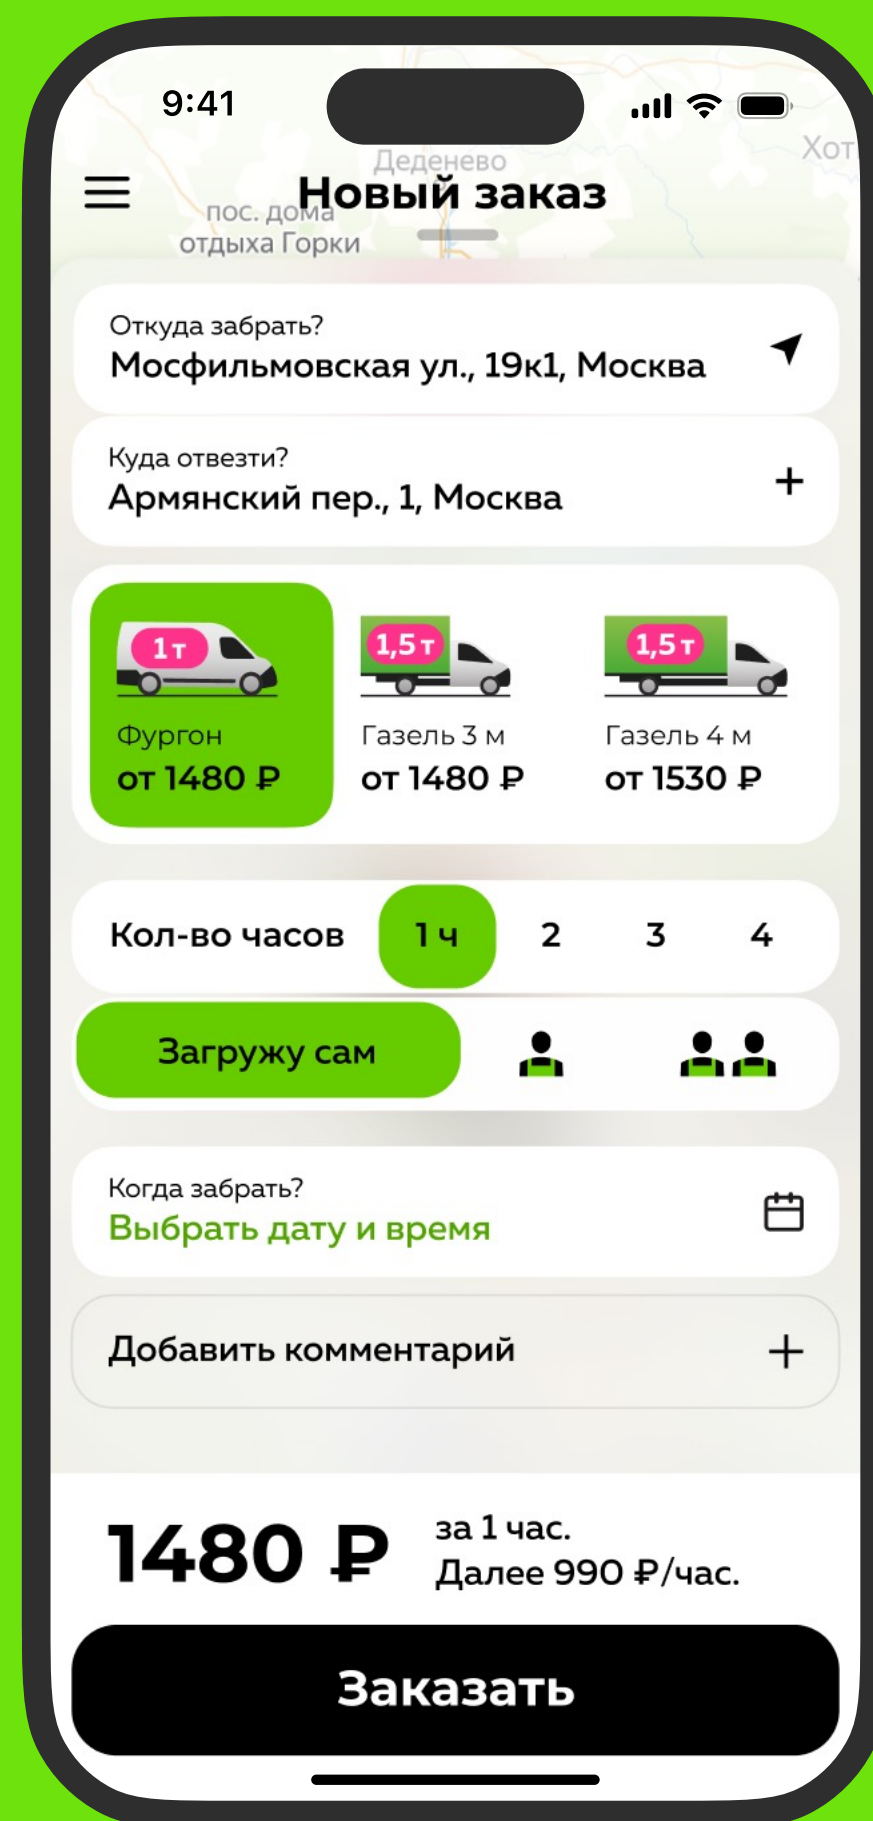 9:41
Деденево
Хот
Новый заказ
пос. дома
отдыха Горки
Откуда забрать?
Мосфильмовская ул., 19к1, Москва
Куда отвезти?
Армянский пер., 1, Москва
1 т
1,5 т
1,5 т
Фургон
Газель 3 м
Газель 4 м
от 1480 ₽
от 1480 ₽
от 1530 ₽
Кол-во часов 1 ч 2 3 4
Загружу сам
Когда забрать?
Выбрать дату и время
Добавить комментарий
1480 ₽
за 1 час.
Далее 990 ₽/час.
Заказать